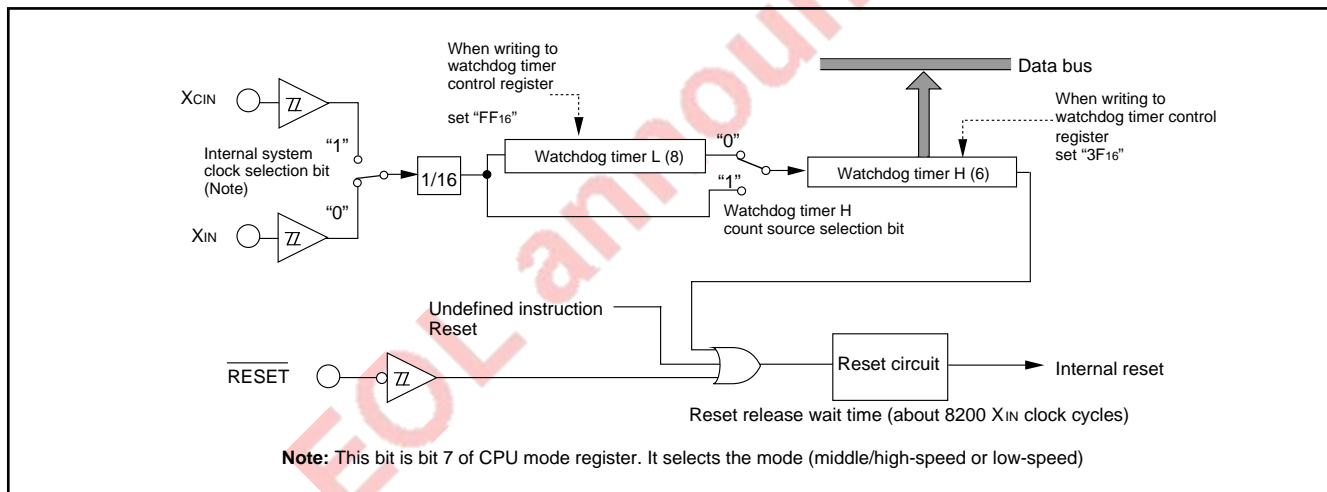 When writing to
watchdog timer
control register
set “FF16”
Data bus
When writing to
watchdog timer control
register
set “3F16”
XCIN
“1”
Internal system
clock selection bit
(Note)
“0”
XIN
1/16
Watchdog timer L (8)
“0”
“1”
Watchdog timer H
count source selection bit
Watchdog timer H (6)
Undefined instruction
Reset
RESET
Reset circuit
Internal reset
Reset release wait time (about 8200 XIN clock cycles)
Note: This bit is bit 7 of CPU mode register. It selects the mode (middle/high-speed or low-speed)
EOL announ